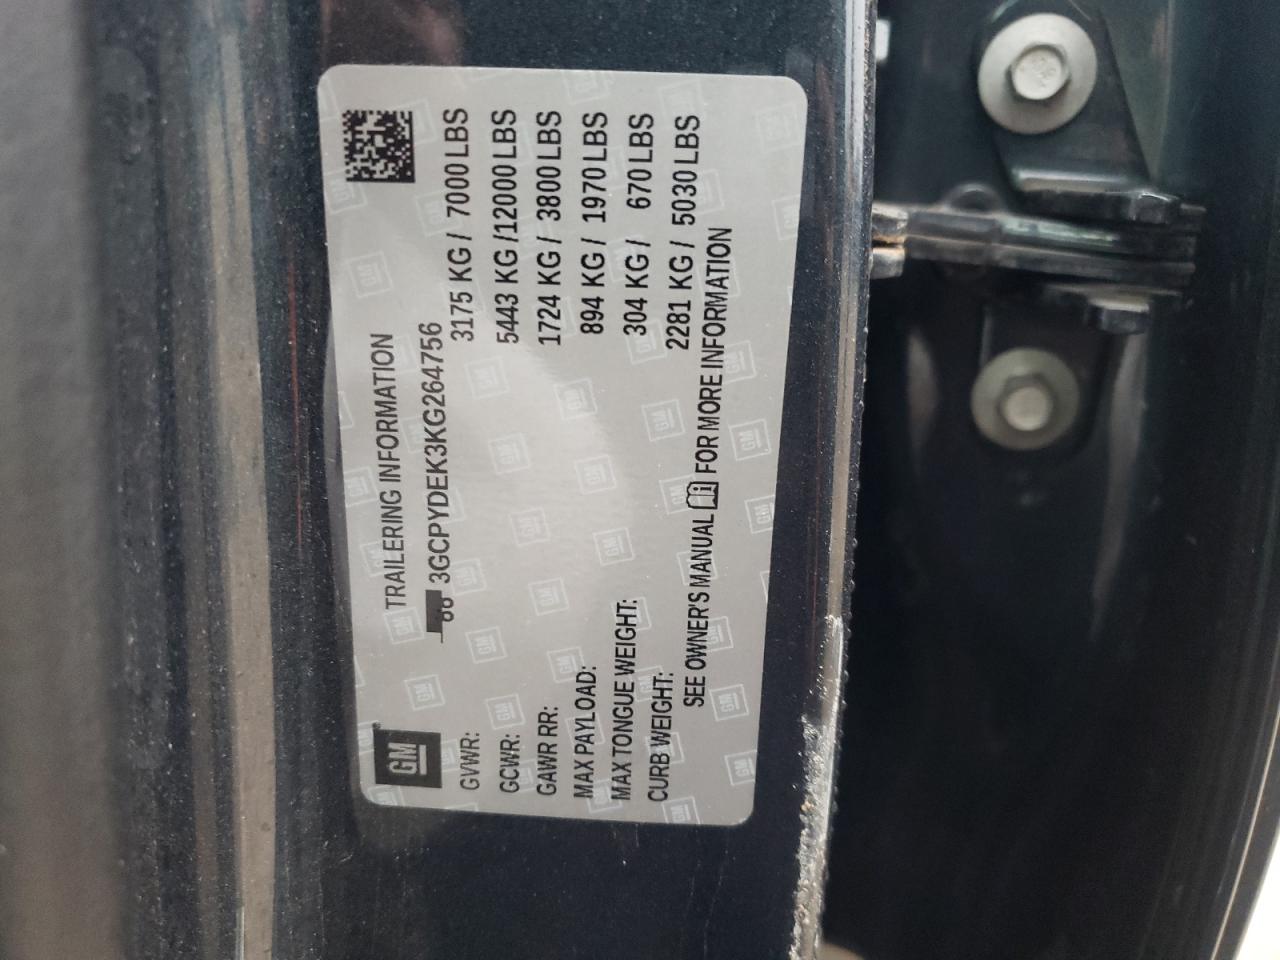 GM
TRAILERING INFORMATION
3GCPYDEK3KG264756
GVWR: 3175 KG / 7000 LBS
GCWR: 5443 KG /12000 LBS
GAWR RR: 1724 KG / 3800 LBS
MAX PAYLOAD: 894 KG / 1970 LBS
MAX TONGUE WEIGHT: 304 KG / 670 LBS
CURB WEIGHT: 2281 KG / 5030 LBS
SEE OWNER'S MANUAL FOR MORE INFORMATION